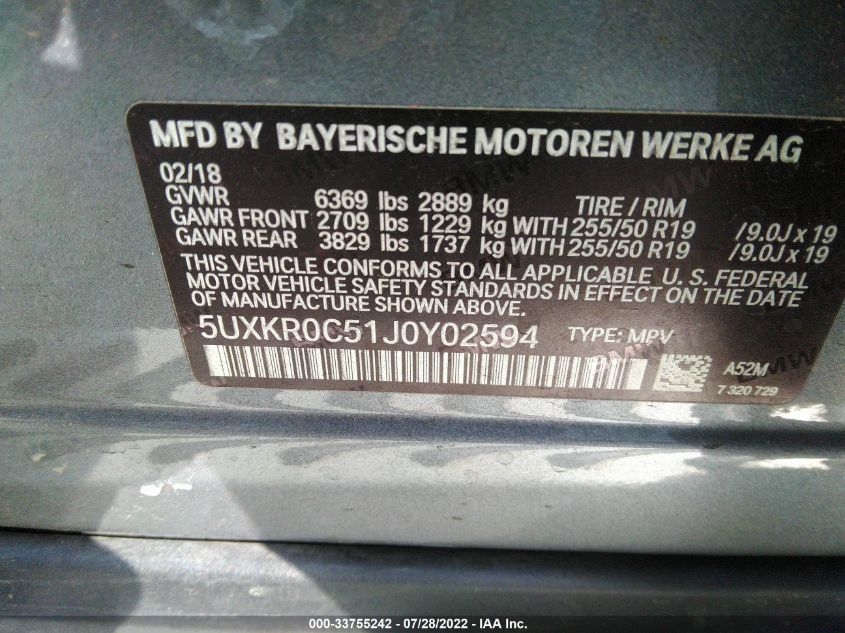 MFD BY BAYERISCHE MOTOREN WERKE AG
02/18
GVWR 6369 lbs 2889 kg TIRE / RIM
GAWR FRONT 2709 lbs 1229 kg WITH 255/50 R19 /9.0J x 19
GAWR REAR 3829 lbs 1737 kg WITH 255/50 R19 /9.0J x 19
THIS VEHICLE CONFORMS TO ALL APPLICABLE U. S. FEDERAL
MOTOR VEHICLE SAFETY STANDARDS IN EFFECT ON THE DATE
OF MANUFACTURE SHOWN ABOVE.
5UXKR0C51J0Y02594 TYPE: MPV
A52M
7 320 729
000-33755242 - 07/28/2022 - IAA Inc.